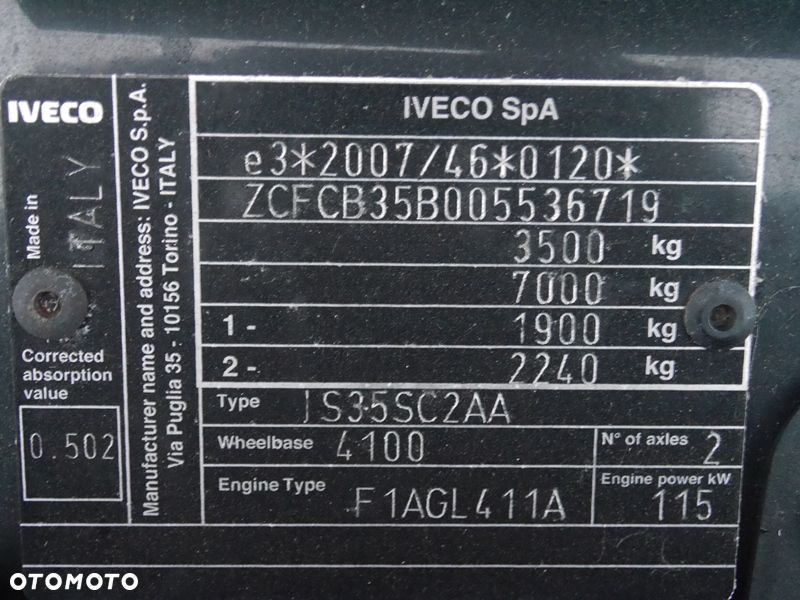 IVECO
Made in ITALY
Corrected
absorption
value
0.502
Manufacturer name and address: IVECO S.p.A.
Via Puglia 35 - 10156 Torino - ITALY
IVECO SpA
e3*2007/46*0120*
ZCFCB35B005536719
3500 kg
7000 kg
1- 1900 kg
2- 2240 kg
Type IS35SC2AA
Wheelbase 4100
N° of axles 2
Engine Type F1AGL411A
Engine power kW
115
OTOMOTO